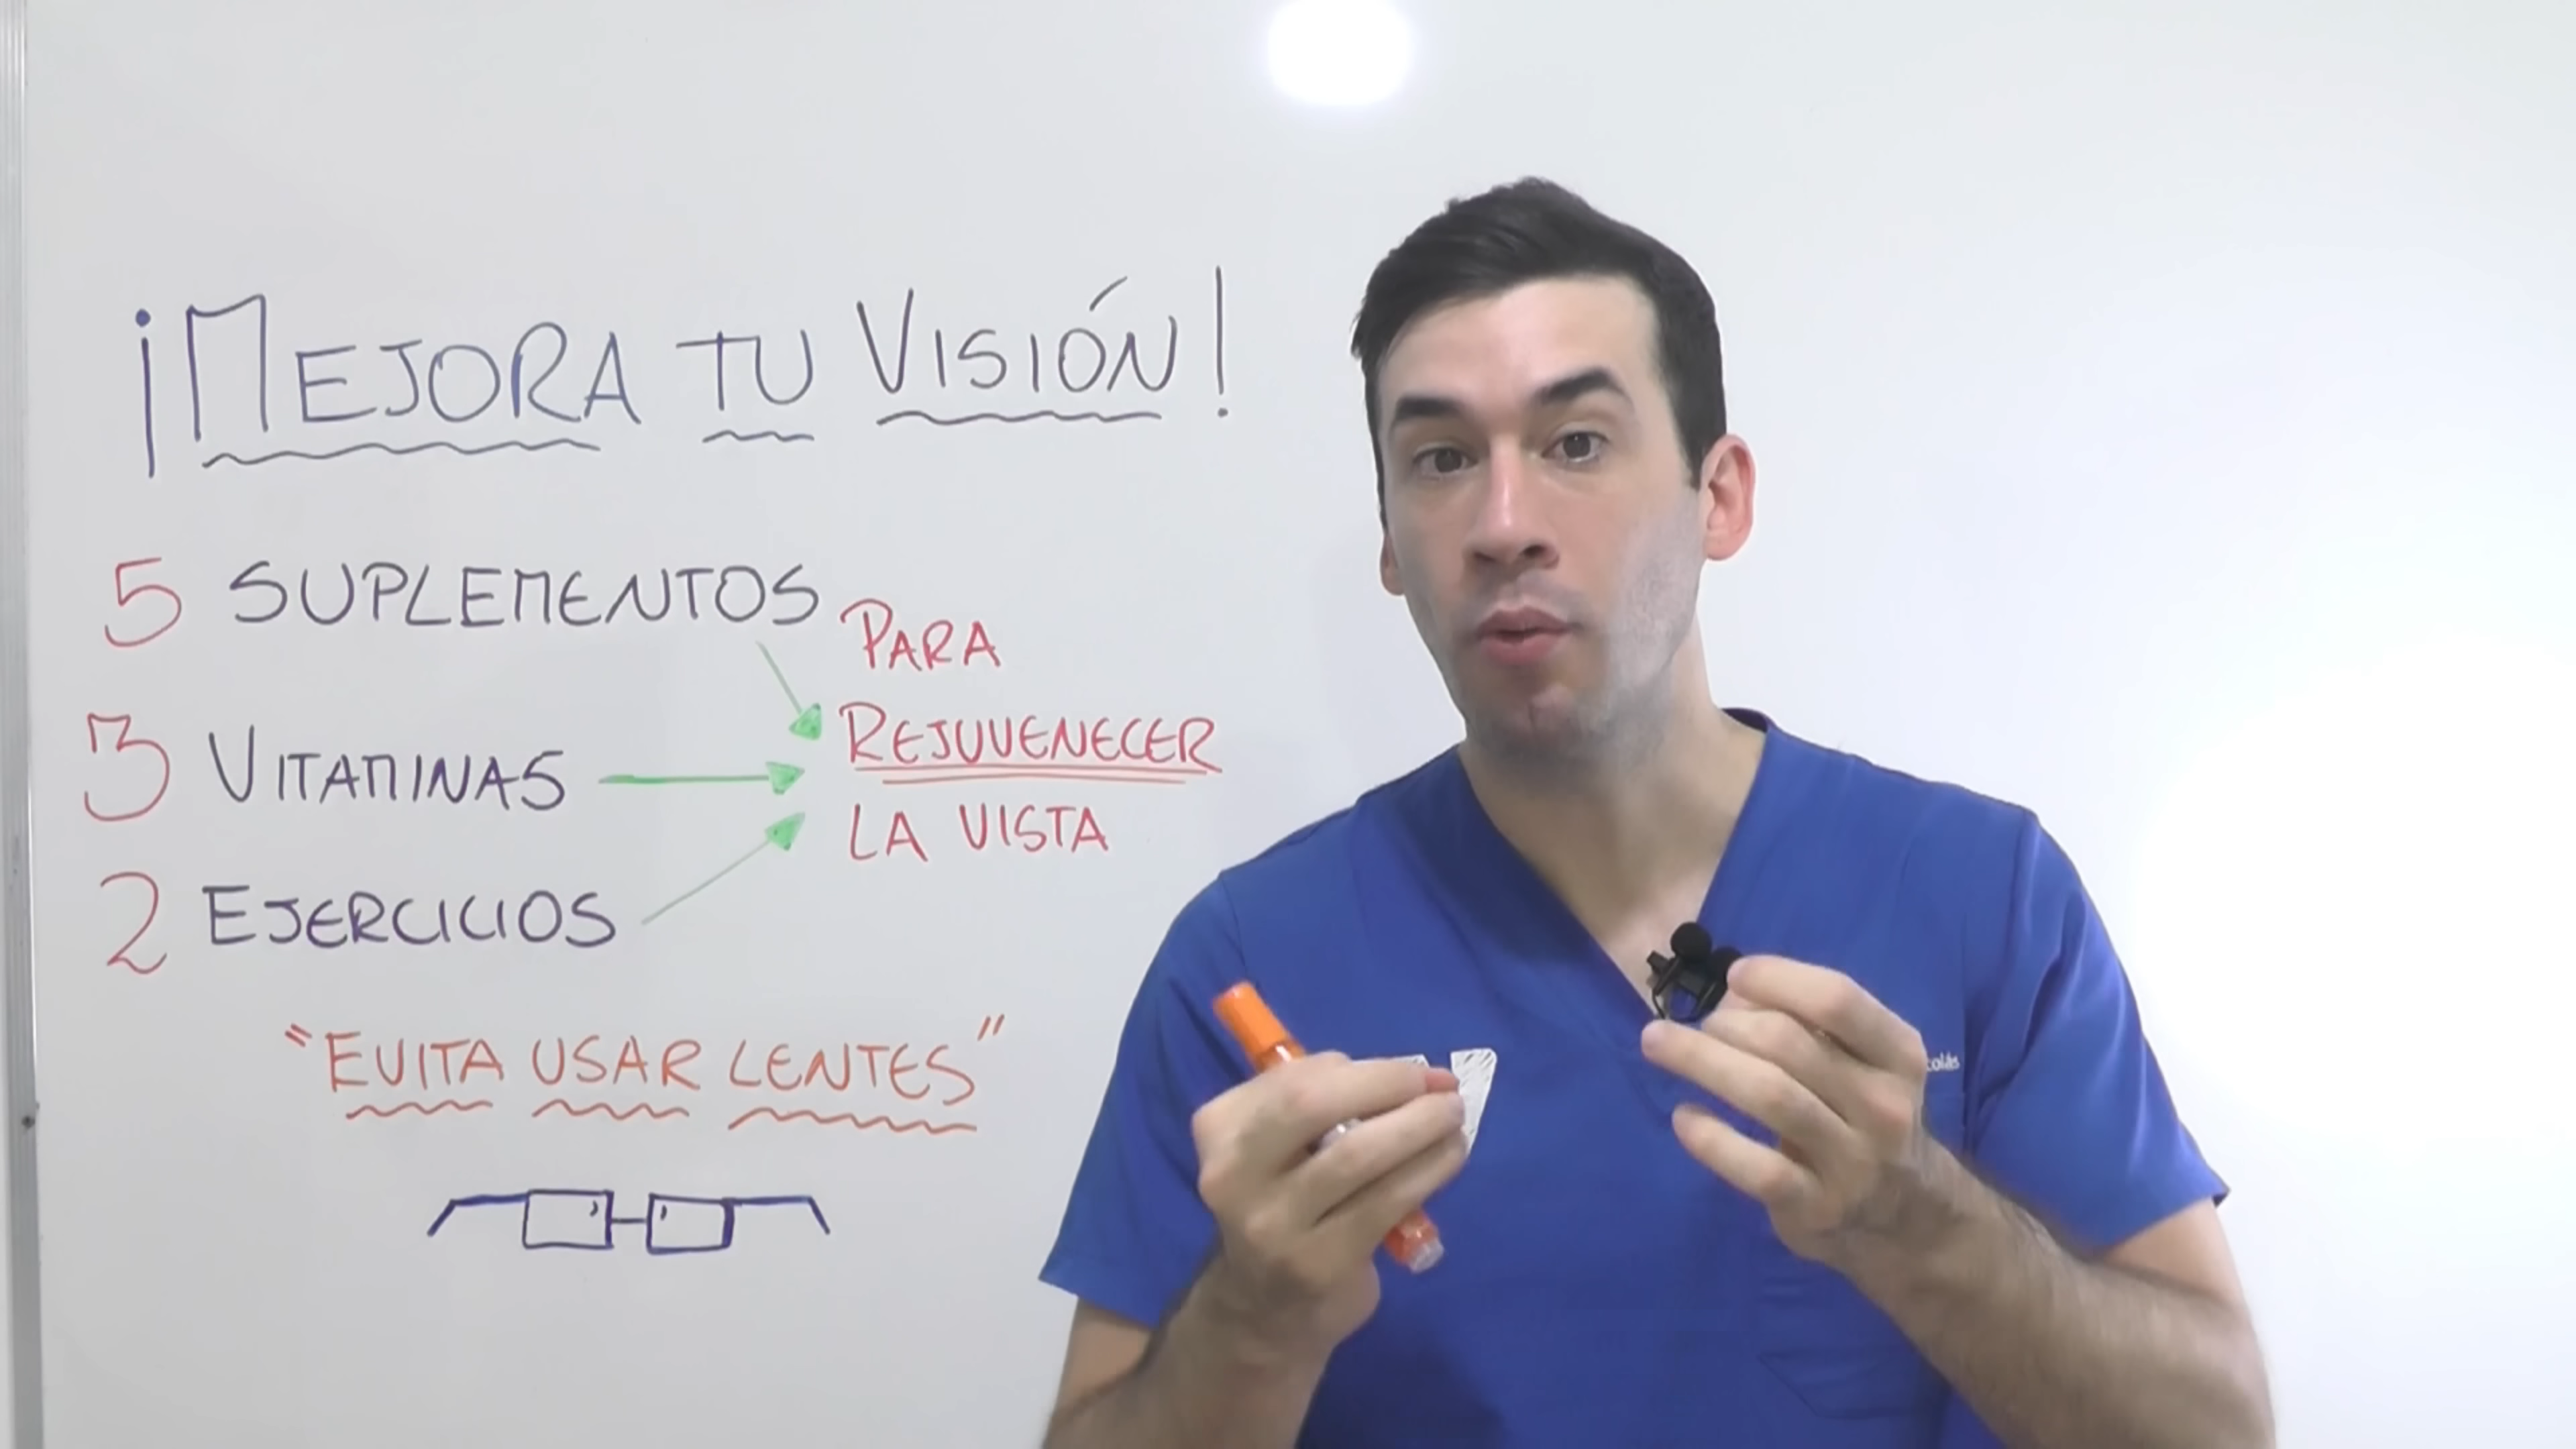 ¡MEJORA TU VISIÓN!
5 SUPLEMENTOS
3 VITAMINAS
2 EJERCICIOS
PARA
REJUVENECER
LA VISTA
"EVITA USAR LENTES"